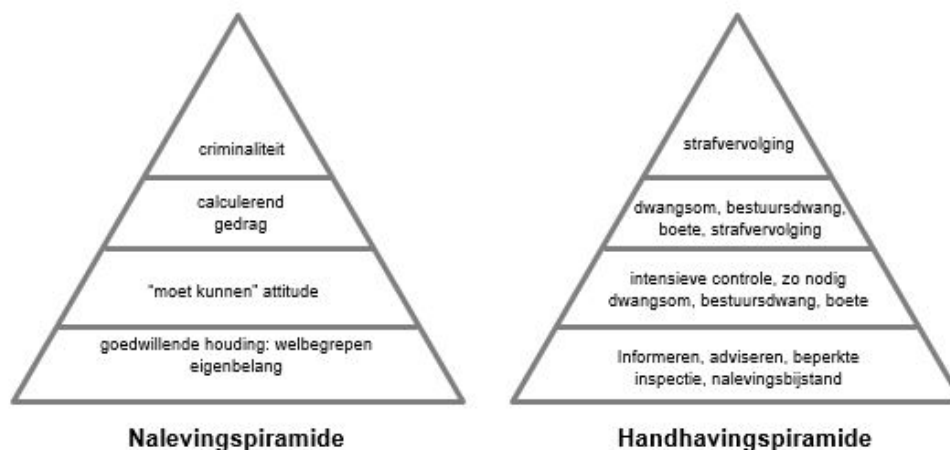 criminaliteit
calculerend
gedrag
"moet kunnen" attitude
goedwillende houding: welbegrepen
eigenbelang
Nalevingspiramide
strafvervolging
dwangsom, bestuursdwang,
boete, strafvervolging
intensieve controle, zo nodig
dwangsom, bestuursdwang, boete
Informeren, adviseren, beperkte
inspectie, nalevingsbijstand
Handhavingspiramide